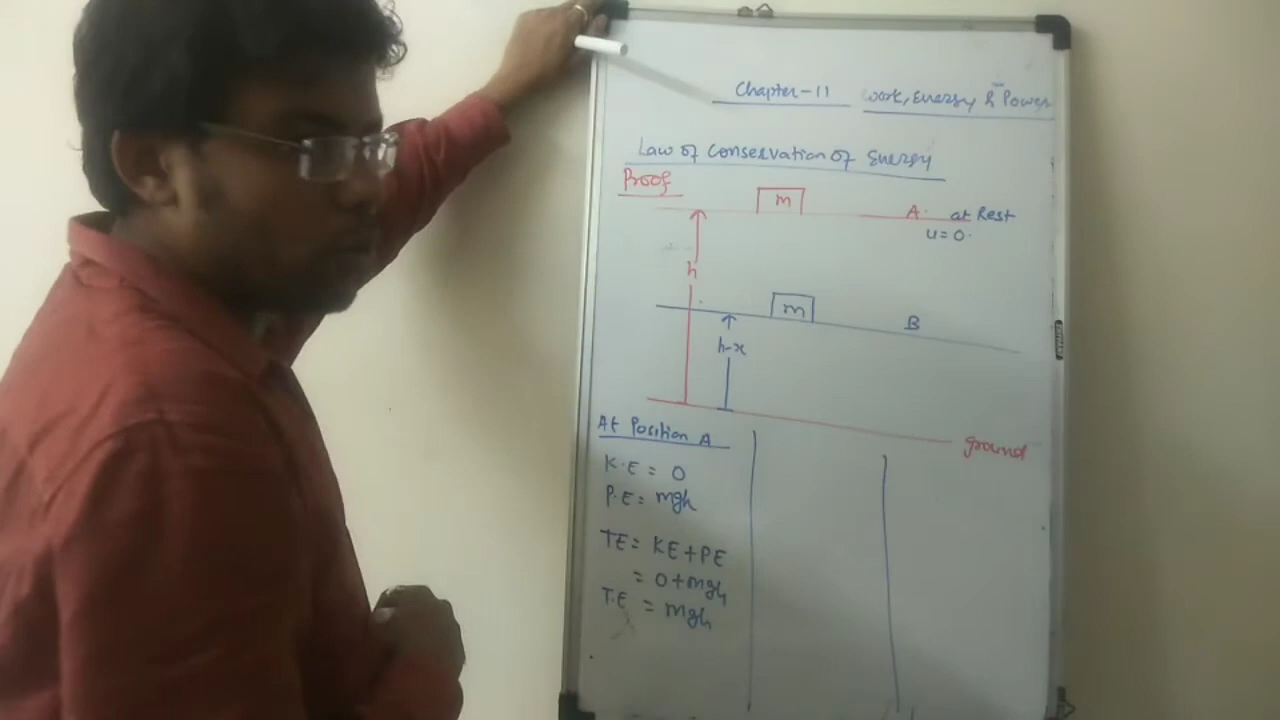 Chapter-11 Work, Energy & Power
Law of Conservation of Energy
Proof
m A. at Rest
u=0.
h
m B
h-x
ground
At Position A
K.E = 0
P.E = mgh
TE = KE+PE
= 0+mgh
T.E = mgh